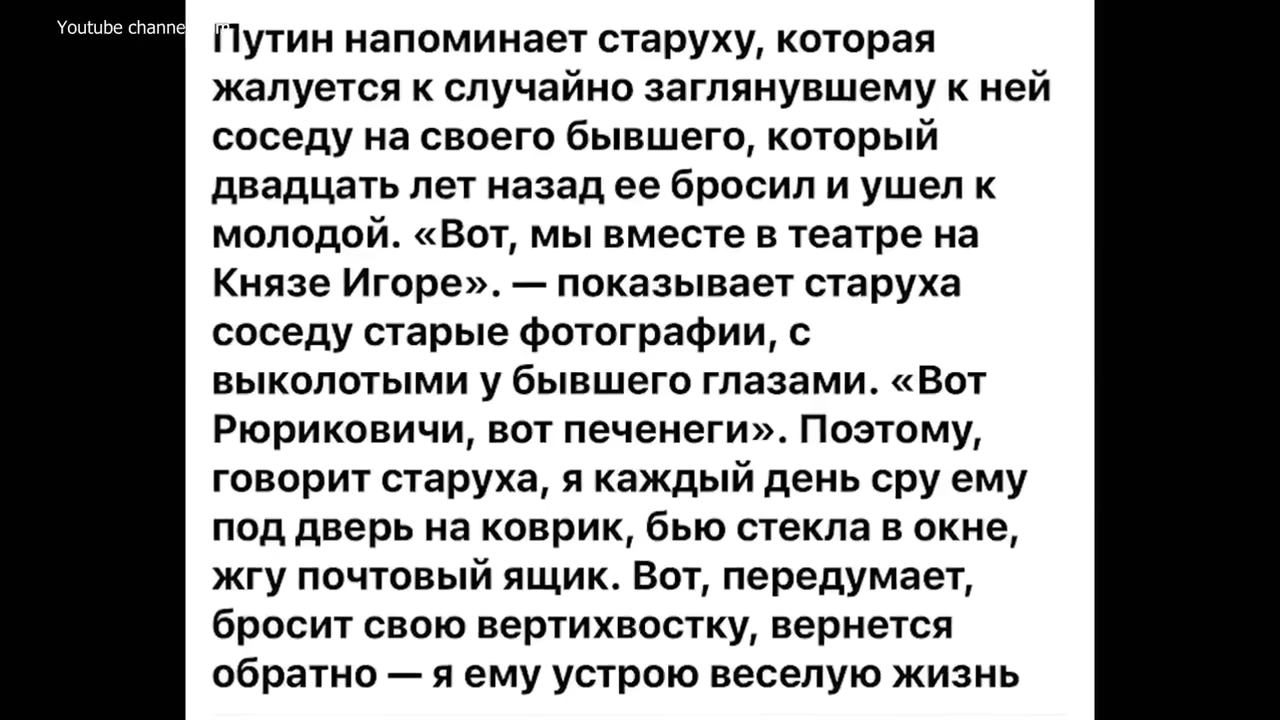 Youtube channe
Путин напоминает старуху, которая
жалуется к случайно заглянувшему к ней
соседу на своего бывшего, который
двадцать лет назад ее бросил и ушел к
молодой. «Вот, мы вместе в театре на
Князе Игоре». — показывает старуха
соседу старые фотографии, с
выколотыми у бывшего глазами. «Вот
Рюриковичи, вот печенеги». Поэтому,
говорит старуха, я каждый день сру ему
под дверь на коврик, бью стекла в окне,
жгу почтовый ящик. Вот, передумает,
бросит свою вертихвостку, вернется
обратно — я ему устрою веселую жизнь